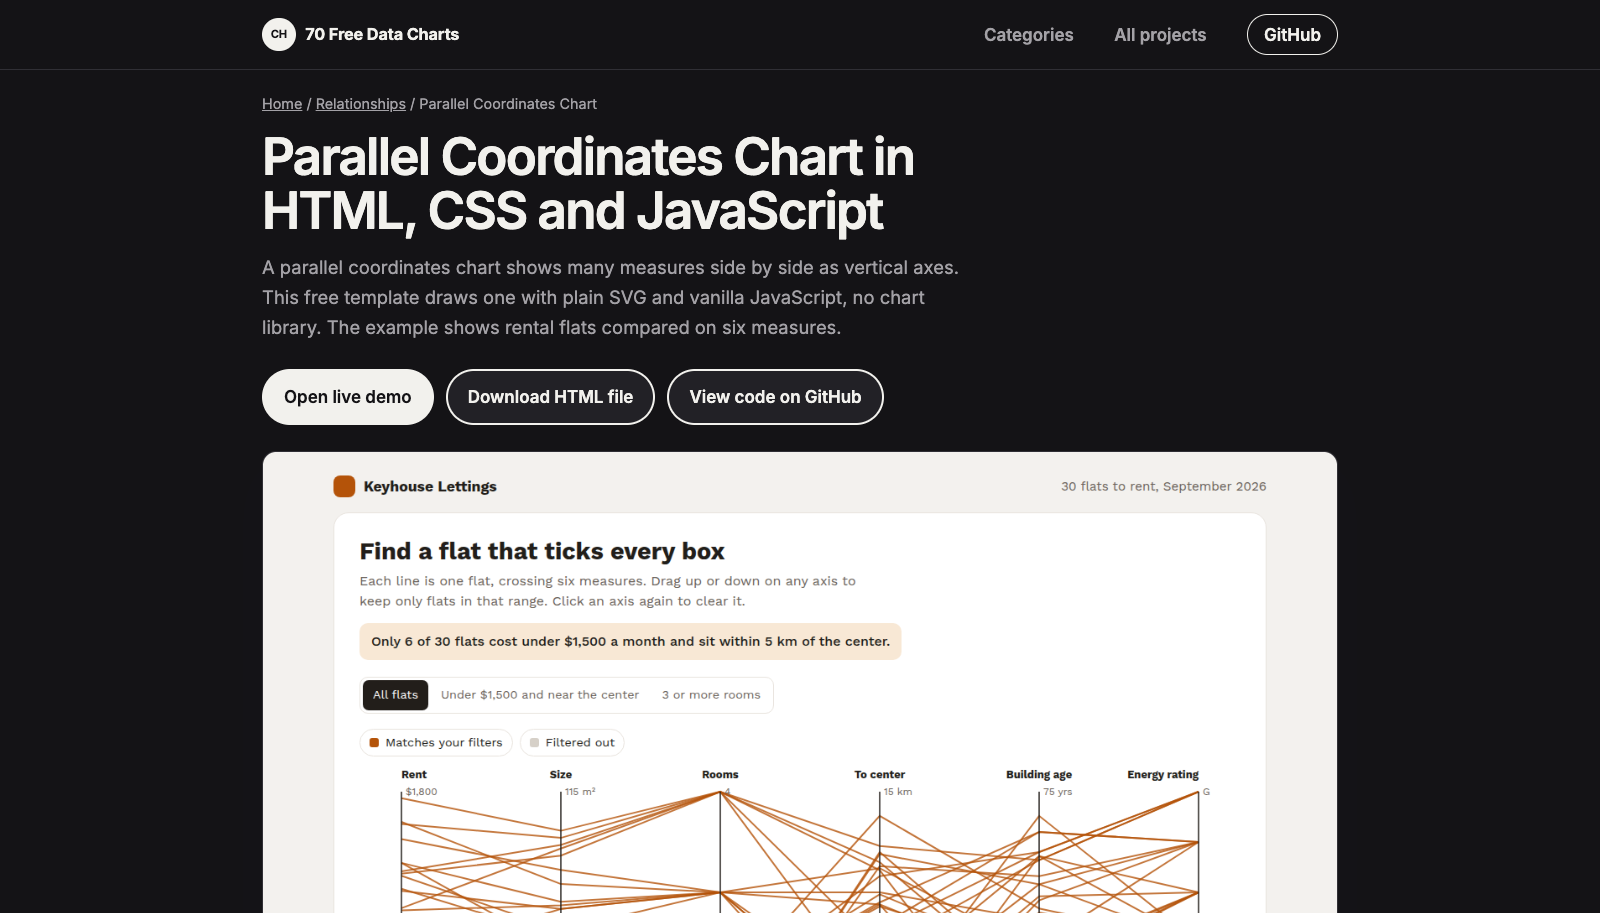 CH 70 Free Data Charts
Categories All projects GitHub
Home / Relationships / Parallel Coordinates Chart
Parallel Coordinates Chart in
HTML, CSS and JavaScript
A parallel coordinates chart shows many measures side by side as vertical axes.
This free template draws one with plain SVG and vanilla JavaScript, no chart
library. The example shows rental flats compared on six measures.
Open live demo Download HTML file View code on GitHub
Keyhouse Lettings 30 flats to rent, September 2026
Find a flat that ticks every box
Each line is one flat, crossing six measures. Drag up or down on any axis to
keep only flats in that range. Click an axis again to clear it.
Only 6 of 30 flats cost under $1,500 a month and sit within 5 km of the center.
All flats Under $1,500 and near the center 3 or more rooms
Matches your filters Filtered out
Rent Size Rooms To center Building age Energy rating
$1,800 115 m² 4 15 km 75 yrs G